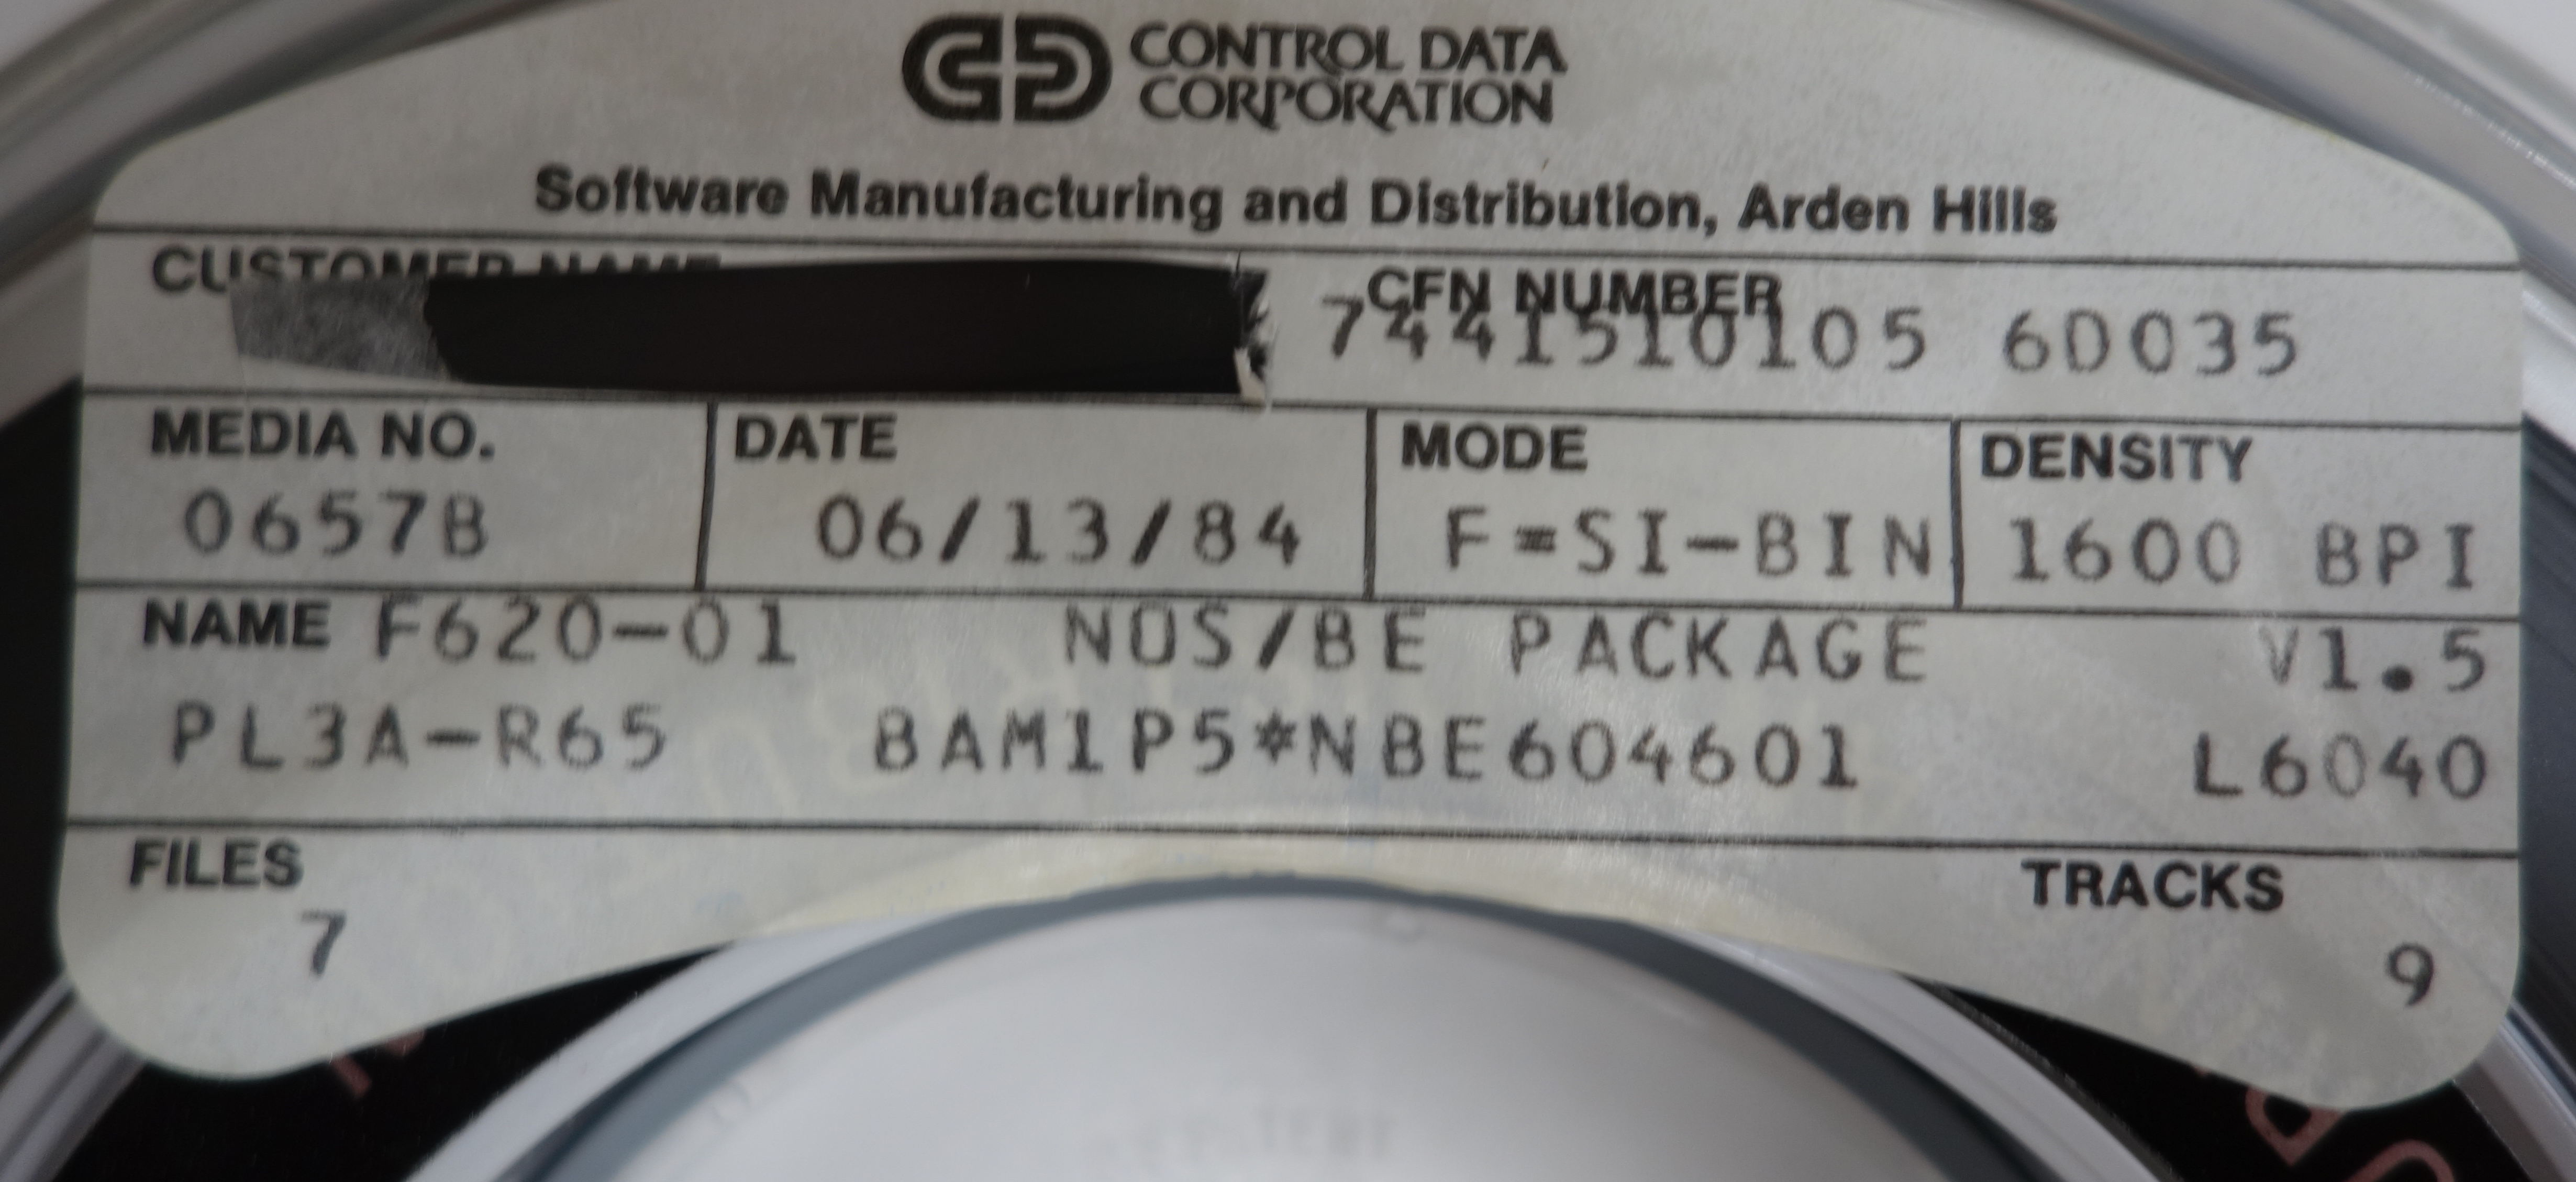 CONTROL DATA
CORPORATION
Software Manufacturing and Distribution, Arden Hills
CUSTOMER NAME
CFN NUMBER
7441510105 6D035
MEDIA NO. DATE MODE DENSITY
0657B 06/13/84 F=SI-BIN 1600 BPI
NAME F620-01 NOS/BE PACKAGE V1.5
PL3A-R65 BAM1P5*NBE604601 L6040
FILES TRACKS
7 9